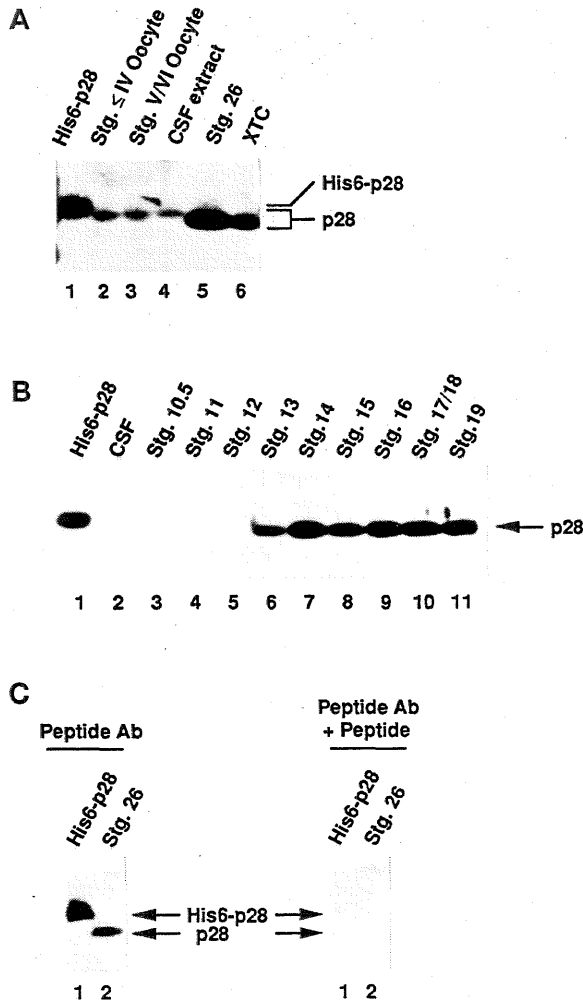 A
His6-p28
Stg. ≤ IV Oocyte
Stg. V/VI Oocyte
CSF extract
Stg. 26
XTC
His6-p28
p28
1 2 3 4 5 6
B
His6-p28
CSF
Stg. 10.5
Stg. 11
Stg. 12
Stg. 13
Stg. 14
Stg. 15
Stg. 16
Stg. 17/18
Stg. 19
p28
1 2 3 4 5 6 7 8 9 10 11
C
Peptide Ab
Peptide Ab
+ Peptide
His6-p28
Stg. 26
His6-p28
Stg. 26
His6-p28
p28
1 2
1 2